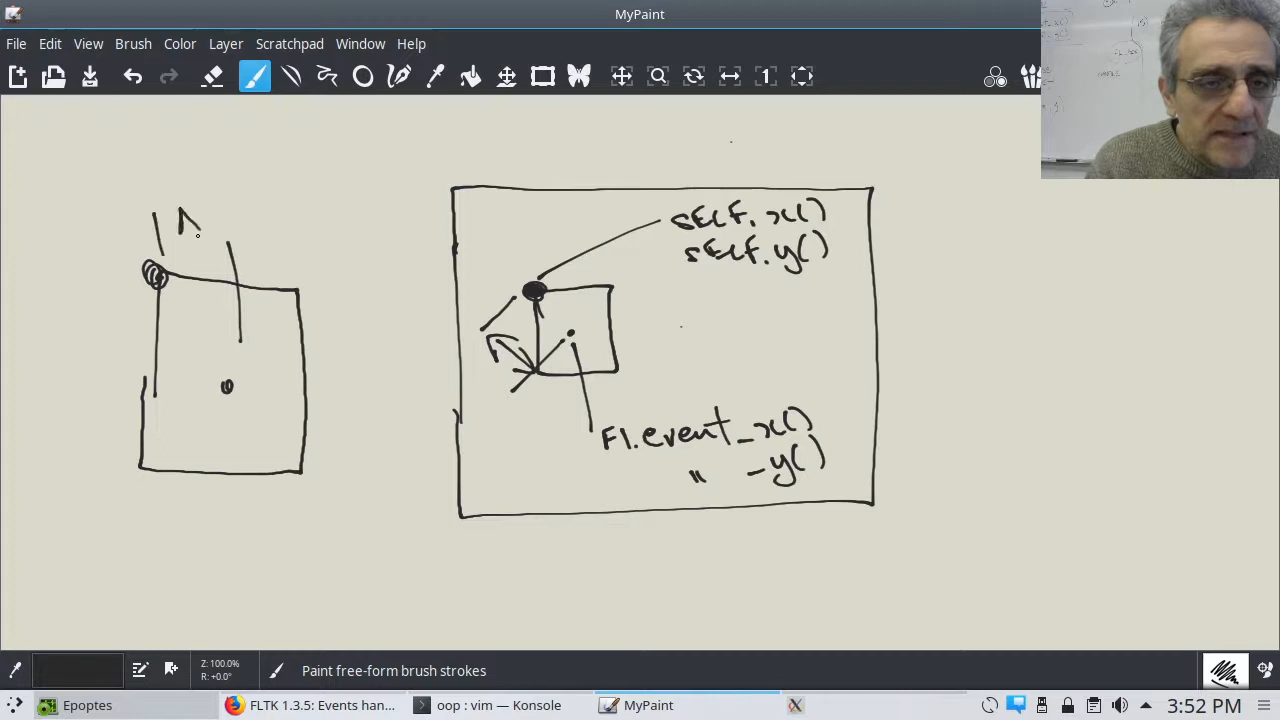 MyPaint
File Edit View Brush Color Layer Scratchpad Window Help
self.x()
self.y()
Fl.event_x()
" _y()
Z: 100.0%
R: +0.0°
Paint free-form brush strokes
Epoptes
FLTK 1.3.5: Events han...
oop : vim — Konsole
MyPaint
3:52 PM